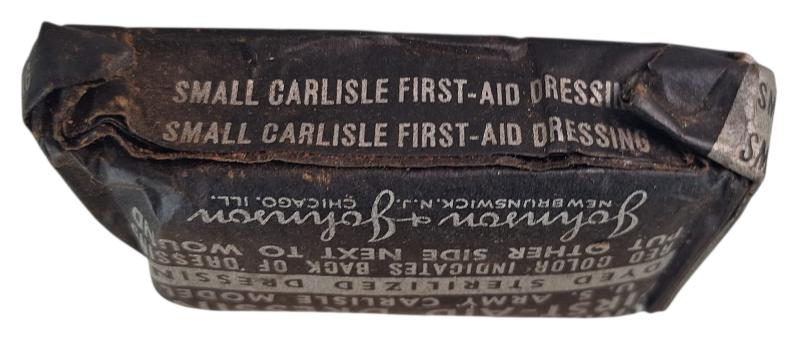 SMALL CARLISLE FIRST-AID DRESSING
SMALL CARLISLE FIRST-AID DRESSING
FIRST-AID DRESSING
U.S. ARMY CARLISLE MODEL
DYED STERILIZED DRESSING
RED COLOR INDICATES BACK OF DRESSING
PUT OTHER SIDE NEXT TO WOUND
Johnson & Johnson
NEW BRUNSWICK, N.J. CHICAGO, ILL.